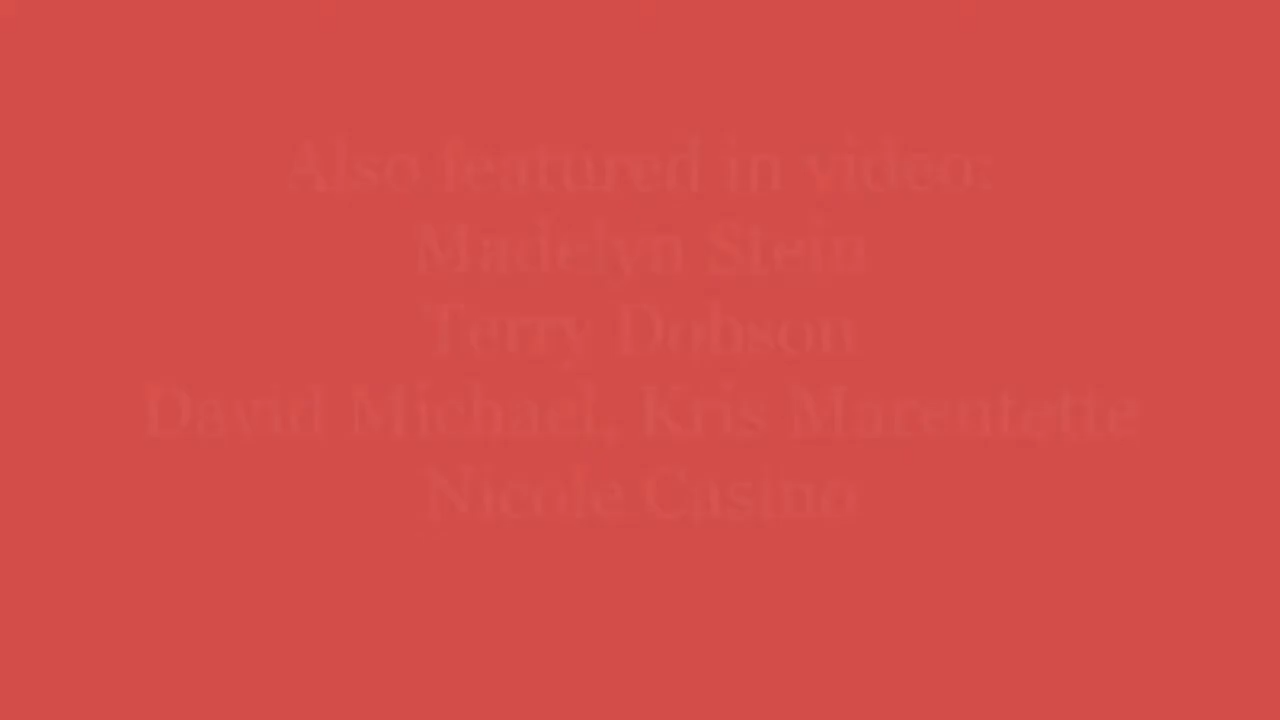 Also featured in video:
Madelyn Stein
Terry Dobson
David Michael, Kris Marentette
Nicole Casino